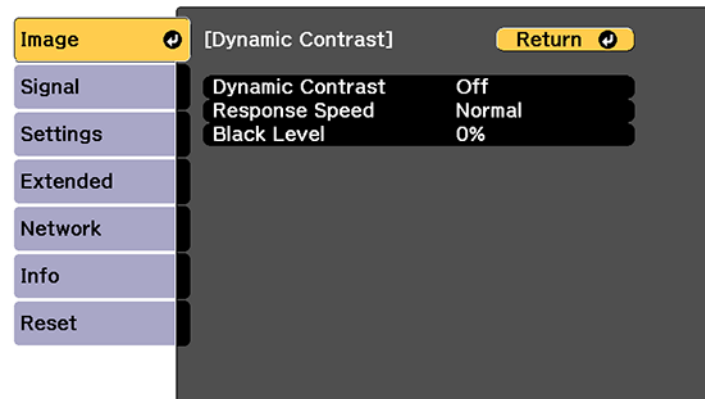 Image
Signal
Settings
Extended
Network
Info
Reset
[Dynamic Contrast] Return
Dynamic Contrast Off
Response Speed Normal
Black Level 0%